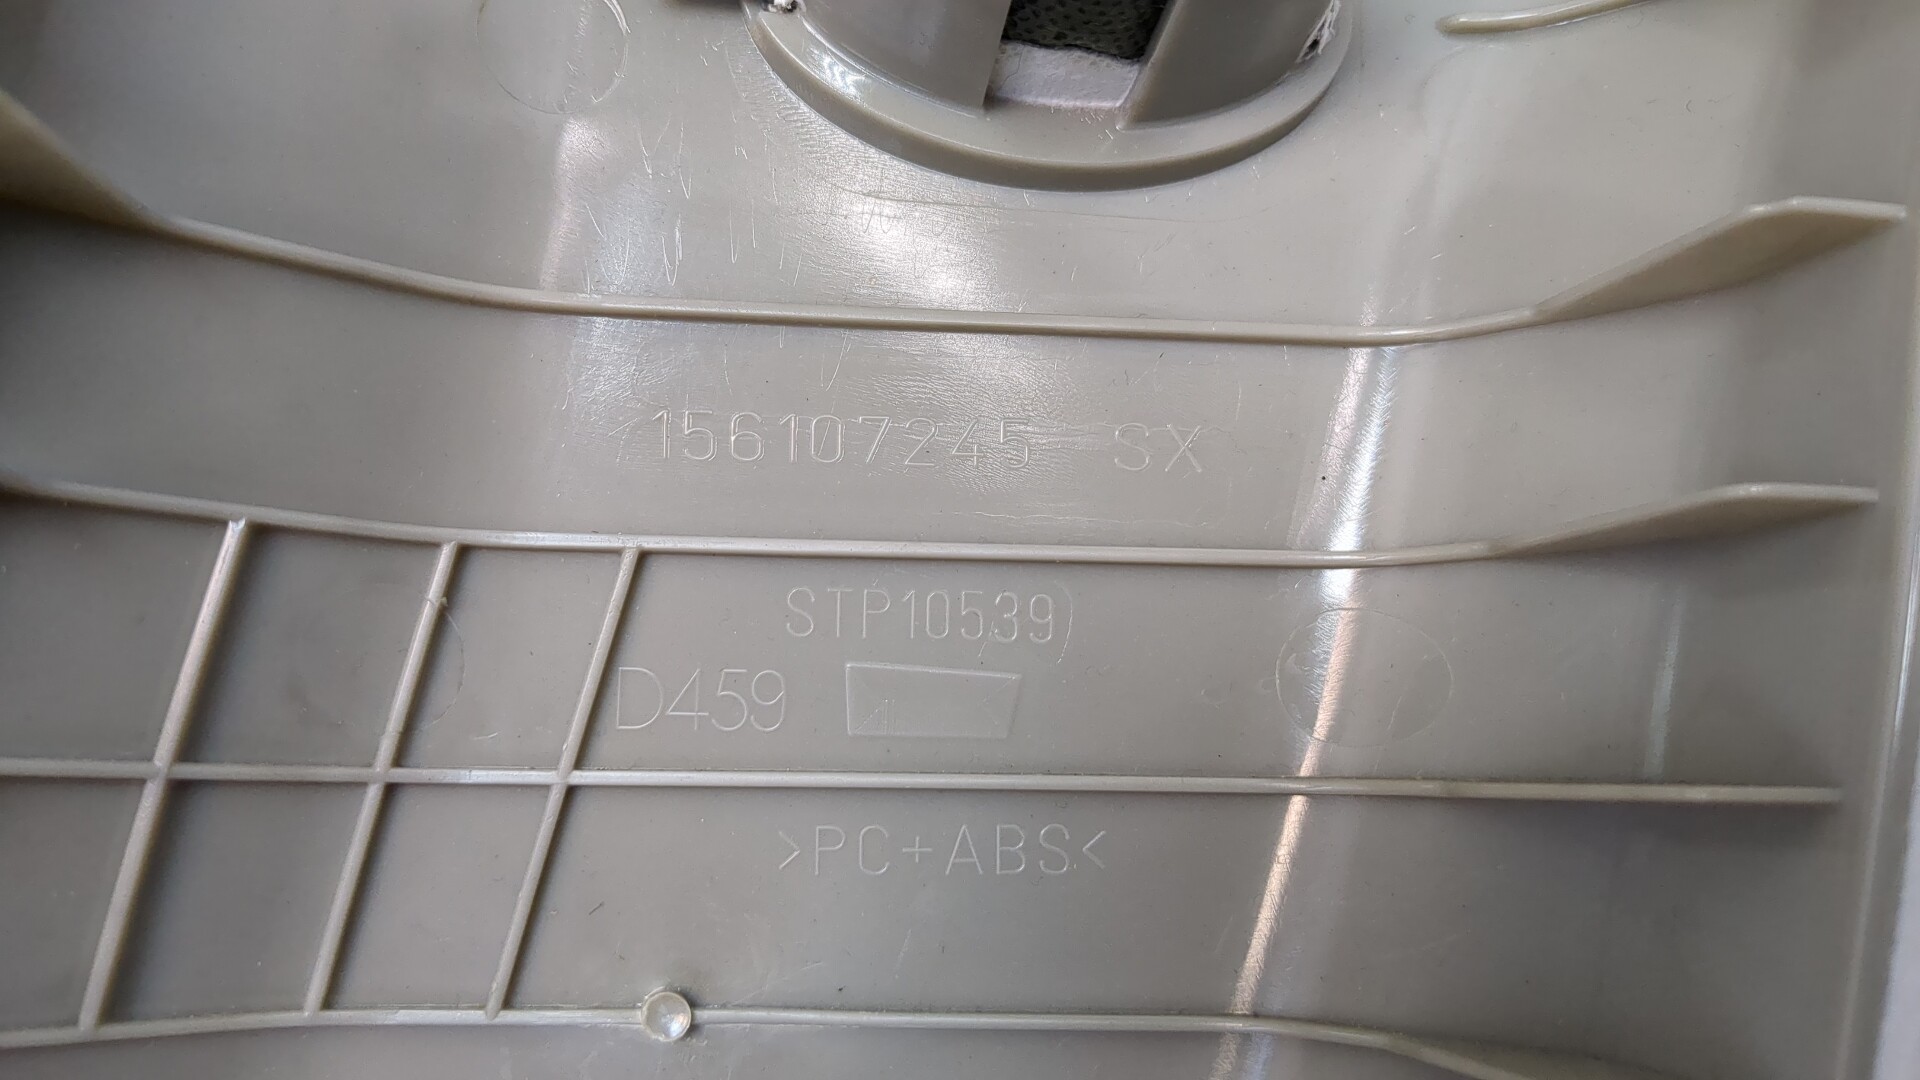 156107245 SX
STP10539
D459
>PC+ABS<